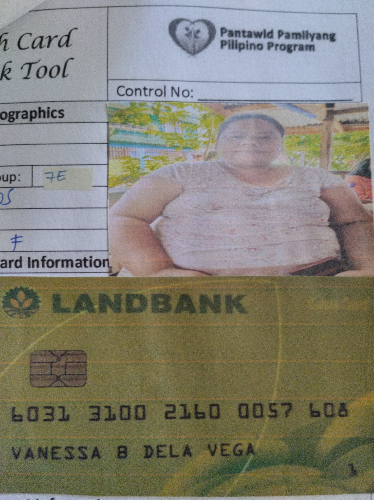 h Card
k Tool
Pantawid Pamilyang
Pilipino Program
Control No:
ographics
oup: 7E
ard Information
LANDBANK
6031 3100 2160 0057 608
VANESSA B DELA VEGA
1